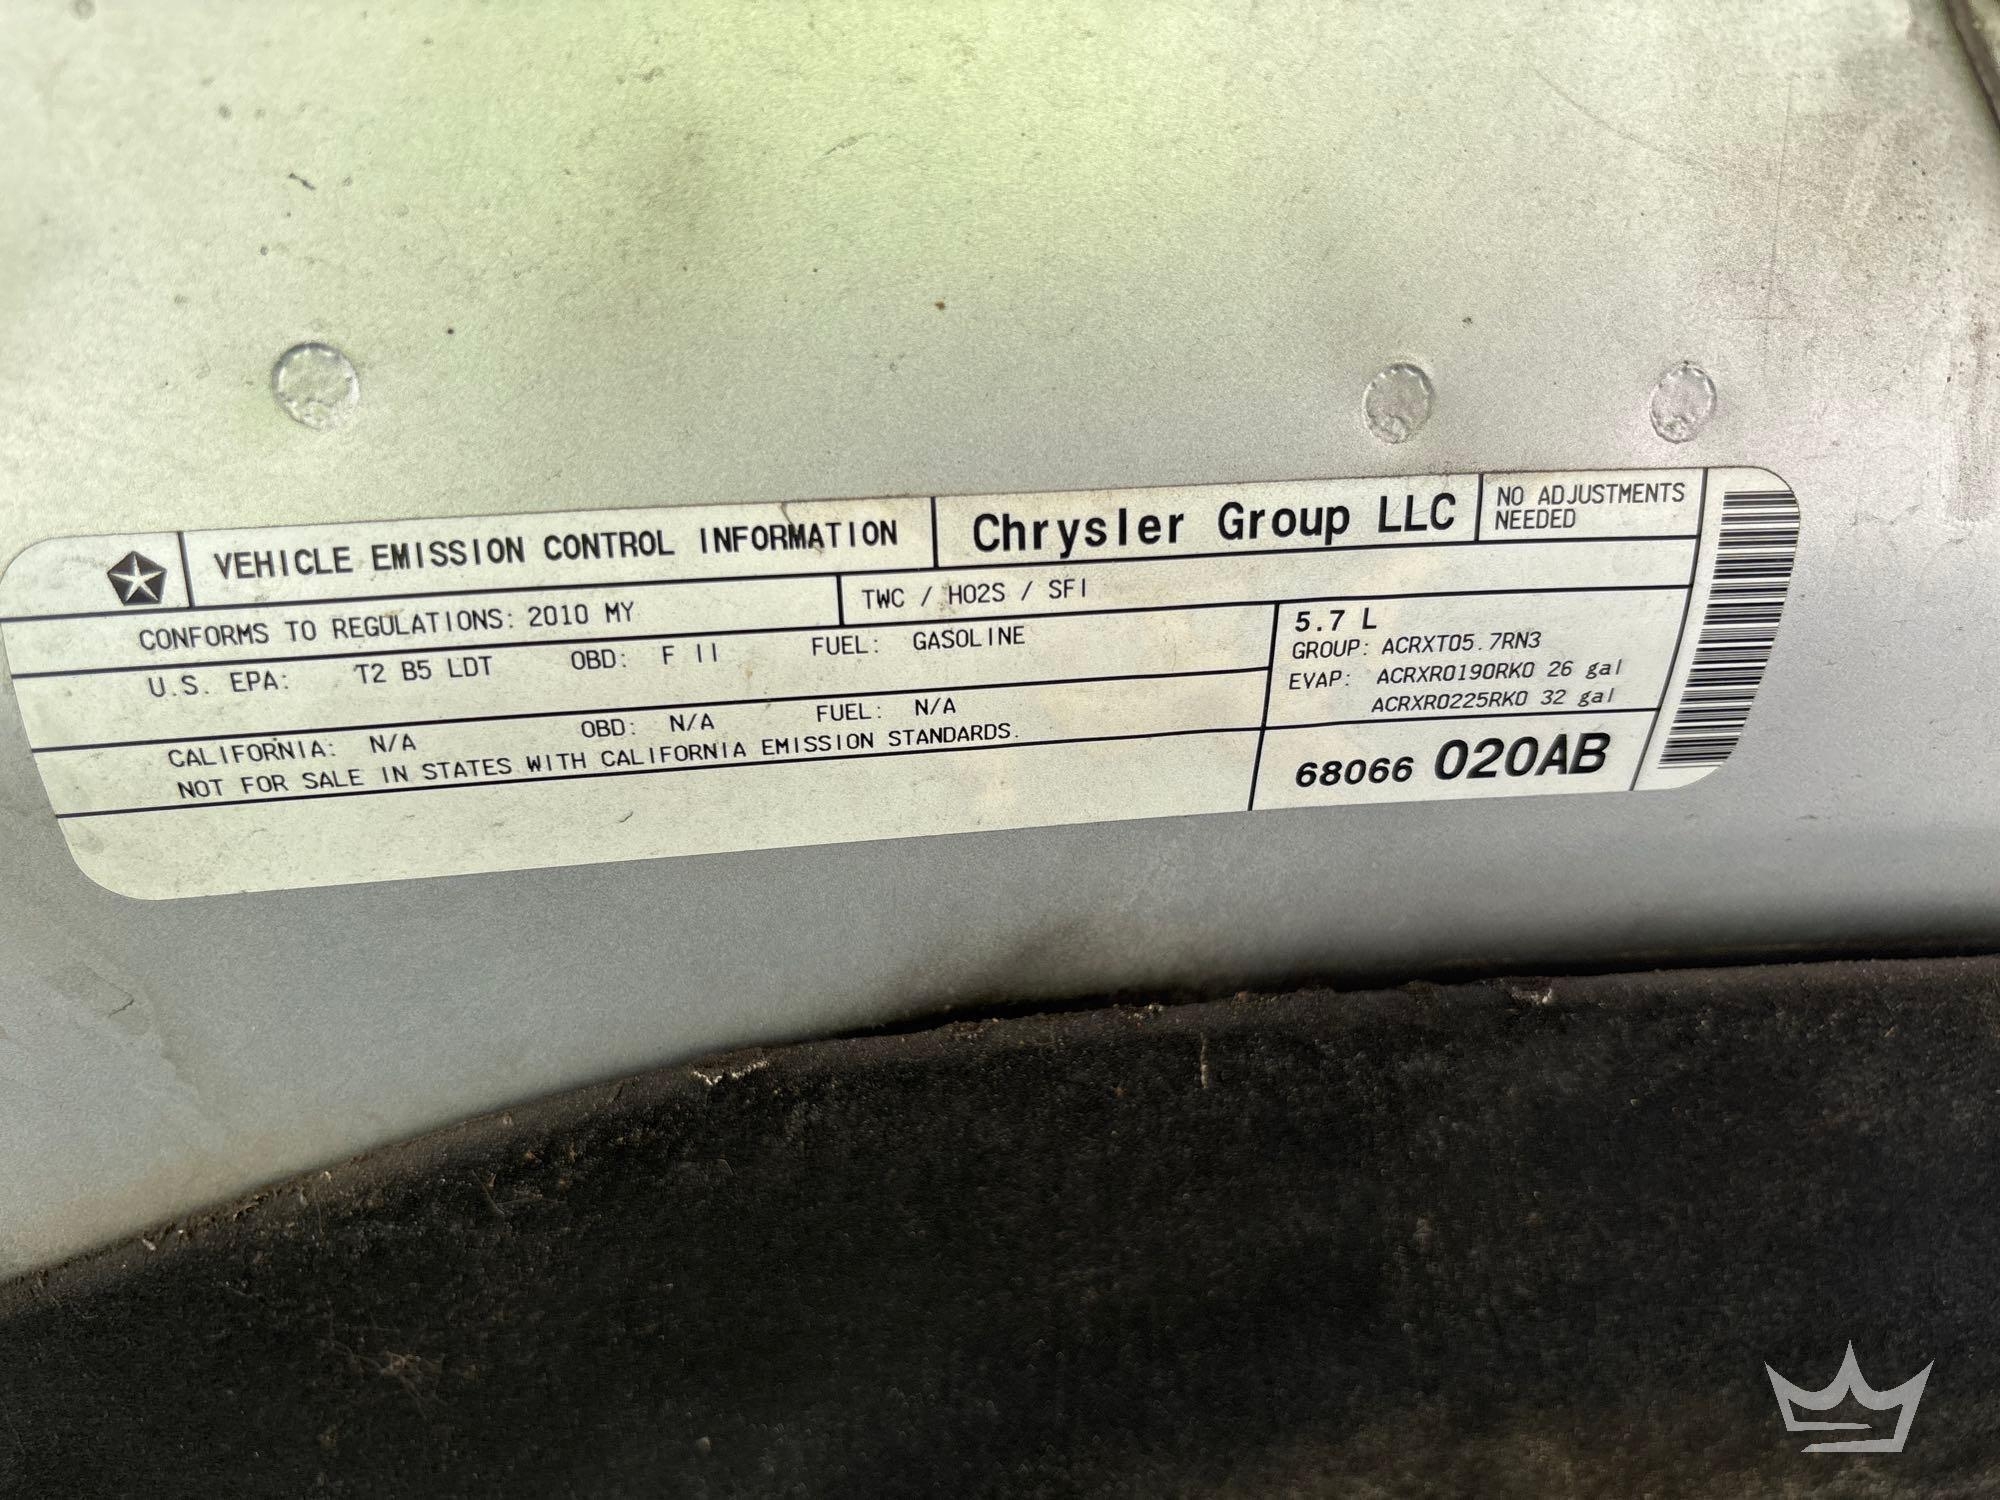 VEHICLE EMISSION CONTROL INFORMATION
Chrysler Group LLC
NO ADJUSTMENTS
NEEDED
CONFORMS TO REGULATIONS: 2010 MY
TWC / HO2S / SFI
U.S. EPA: T2 B5 LDT OBD: F II FUEL: GASOLINE
CALIFORNIA: N/A OBD: N/A FUEL: N/A
NOT FOR SALE IN STATES WITH CALIFORNIA EMISSION STANDARDS.
5.7 L
GROUP: ACRXT05.7RN3
EVAP: ACRXR0190RK0 26 gal
ACRXR0225RK0 32 gal
68066 020AB